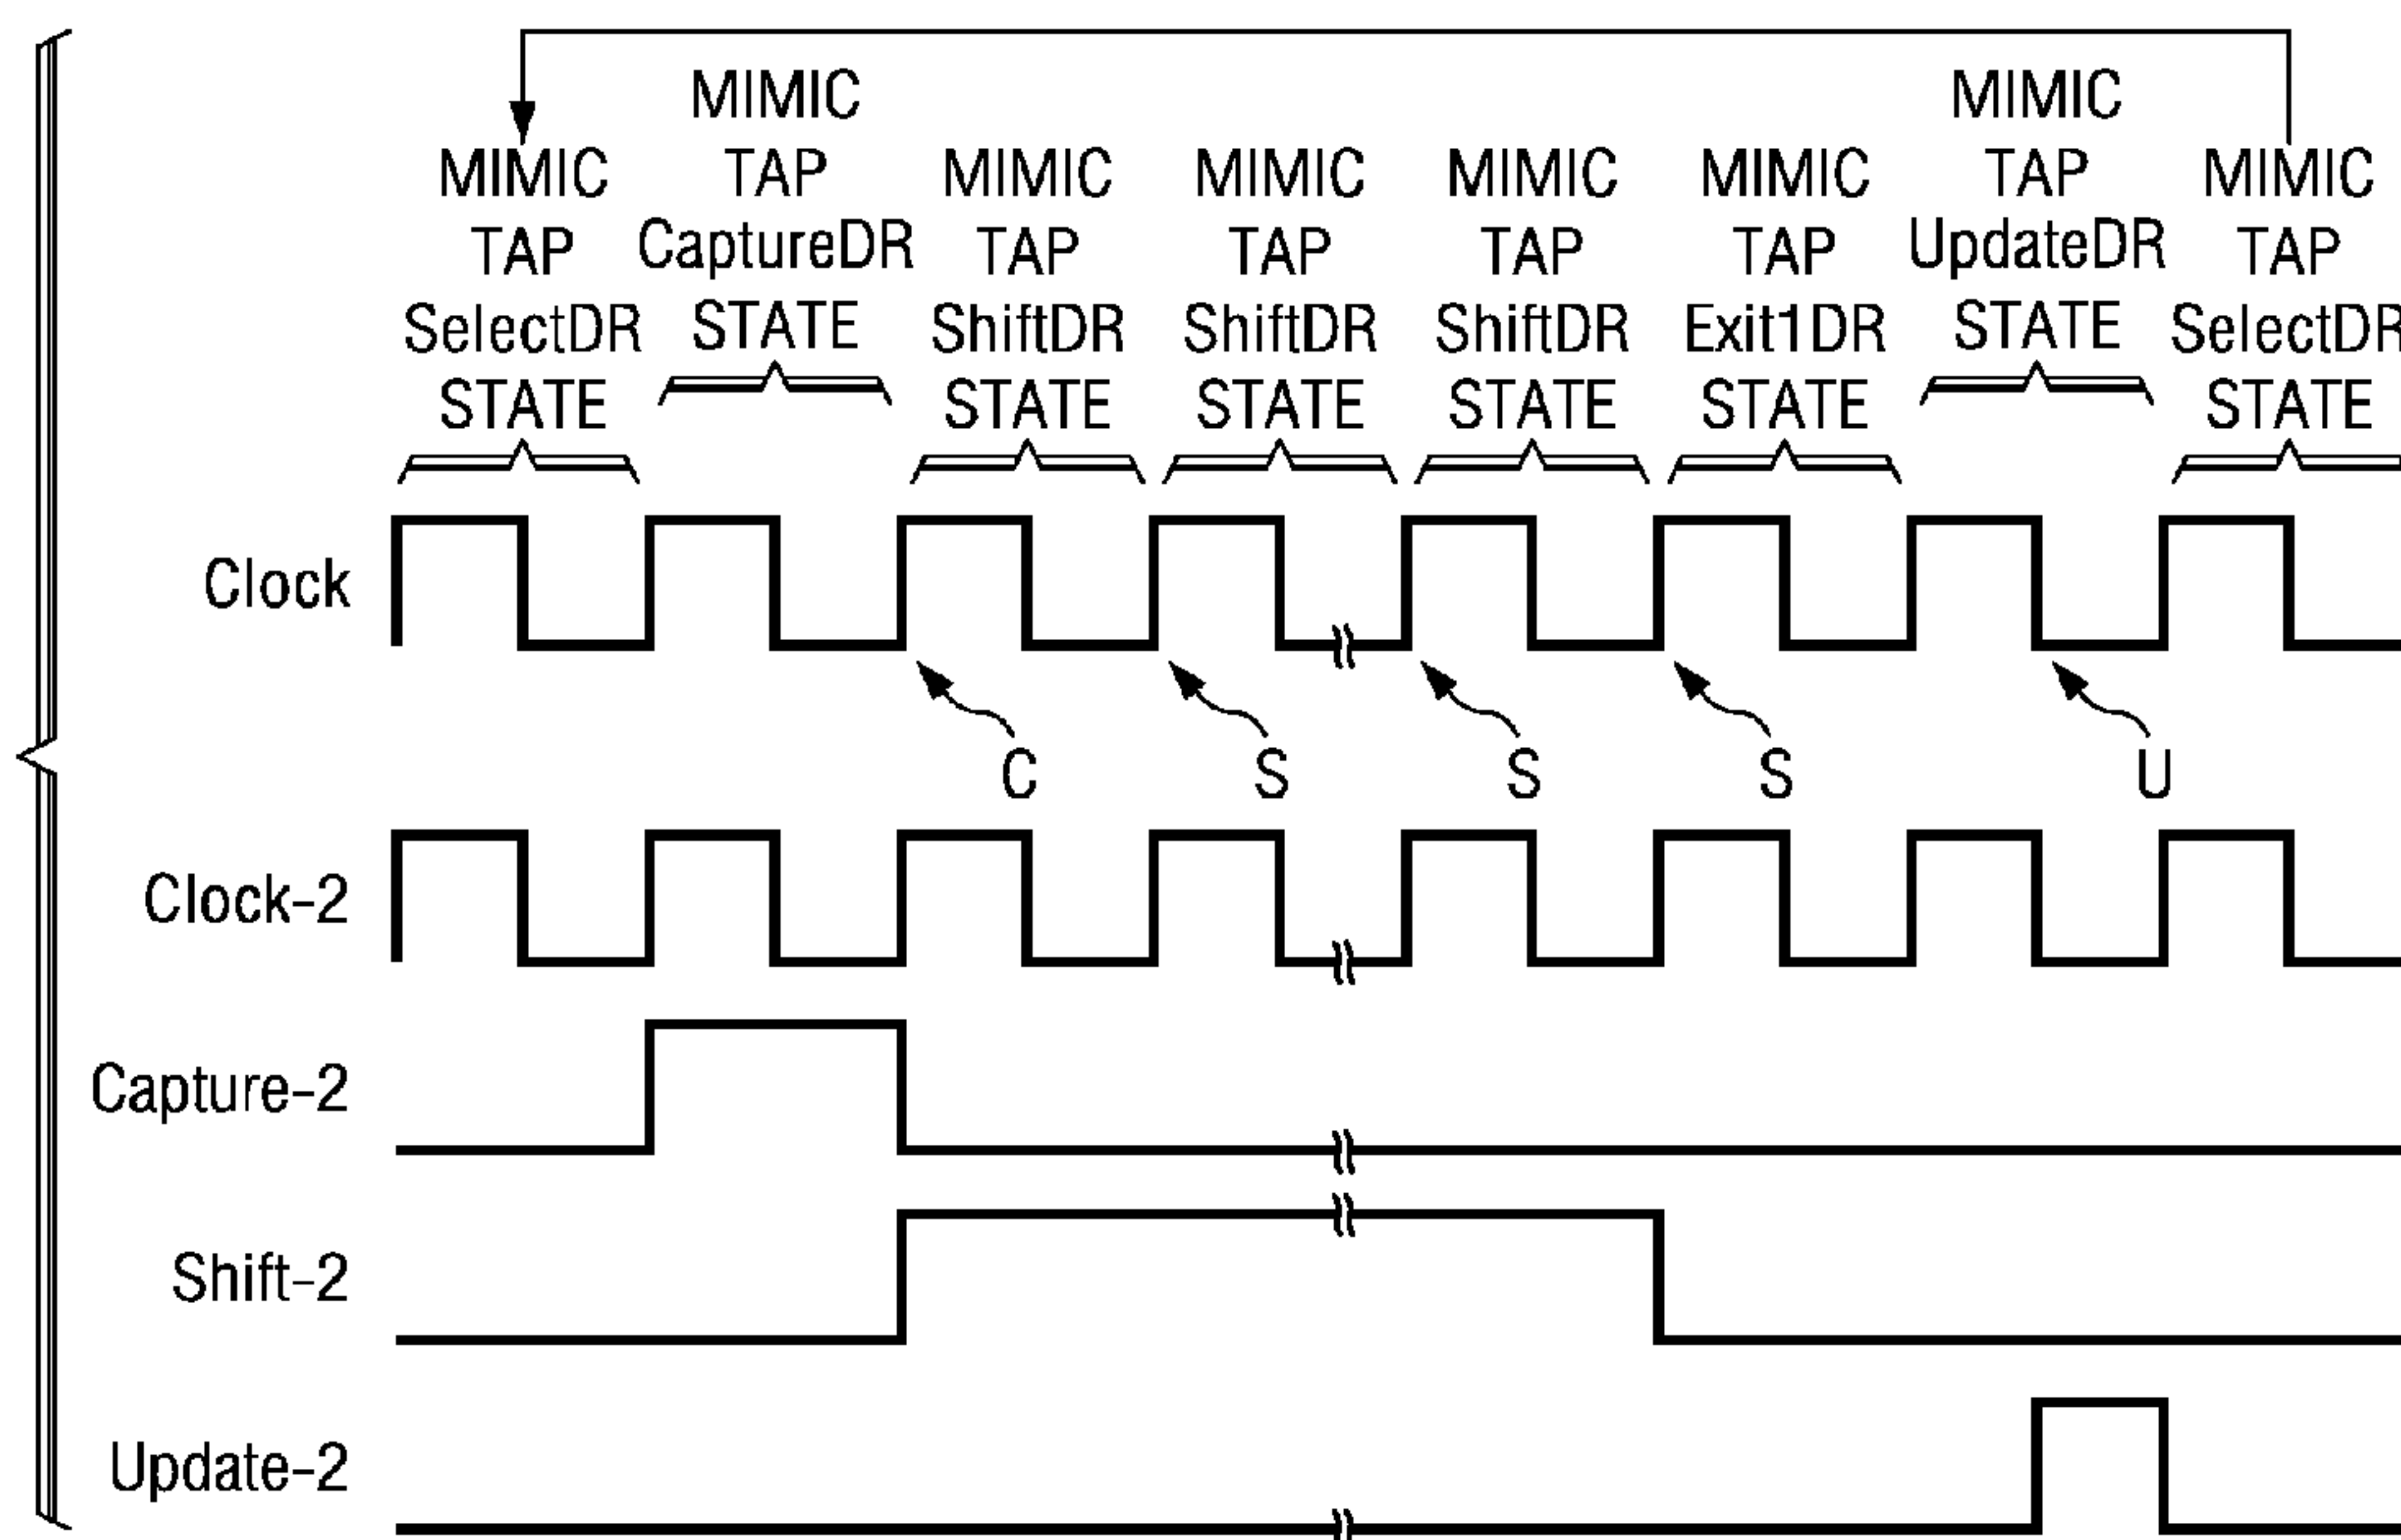 MIMIC
TAP
SelectDR
STATE
MIMIC
TAP
CaptureDR
STATE
MIMIC
TAP
ShiftDR
STATE
MIMIC
TAP
ShiftDR
STATE
MIMIC
TAP
ShiftDR
STATE
MIMIC
TAP
Exit1DR
STATE
MIMIC
TAP
UpdateDR
STATE
MIMIC
TAP
SelectDR
STATE
Clock
C
S
S
S
U
Clock-2
Capture-2
Shift-2
Update-2